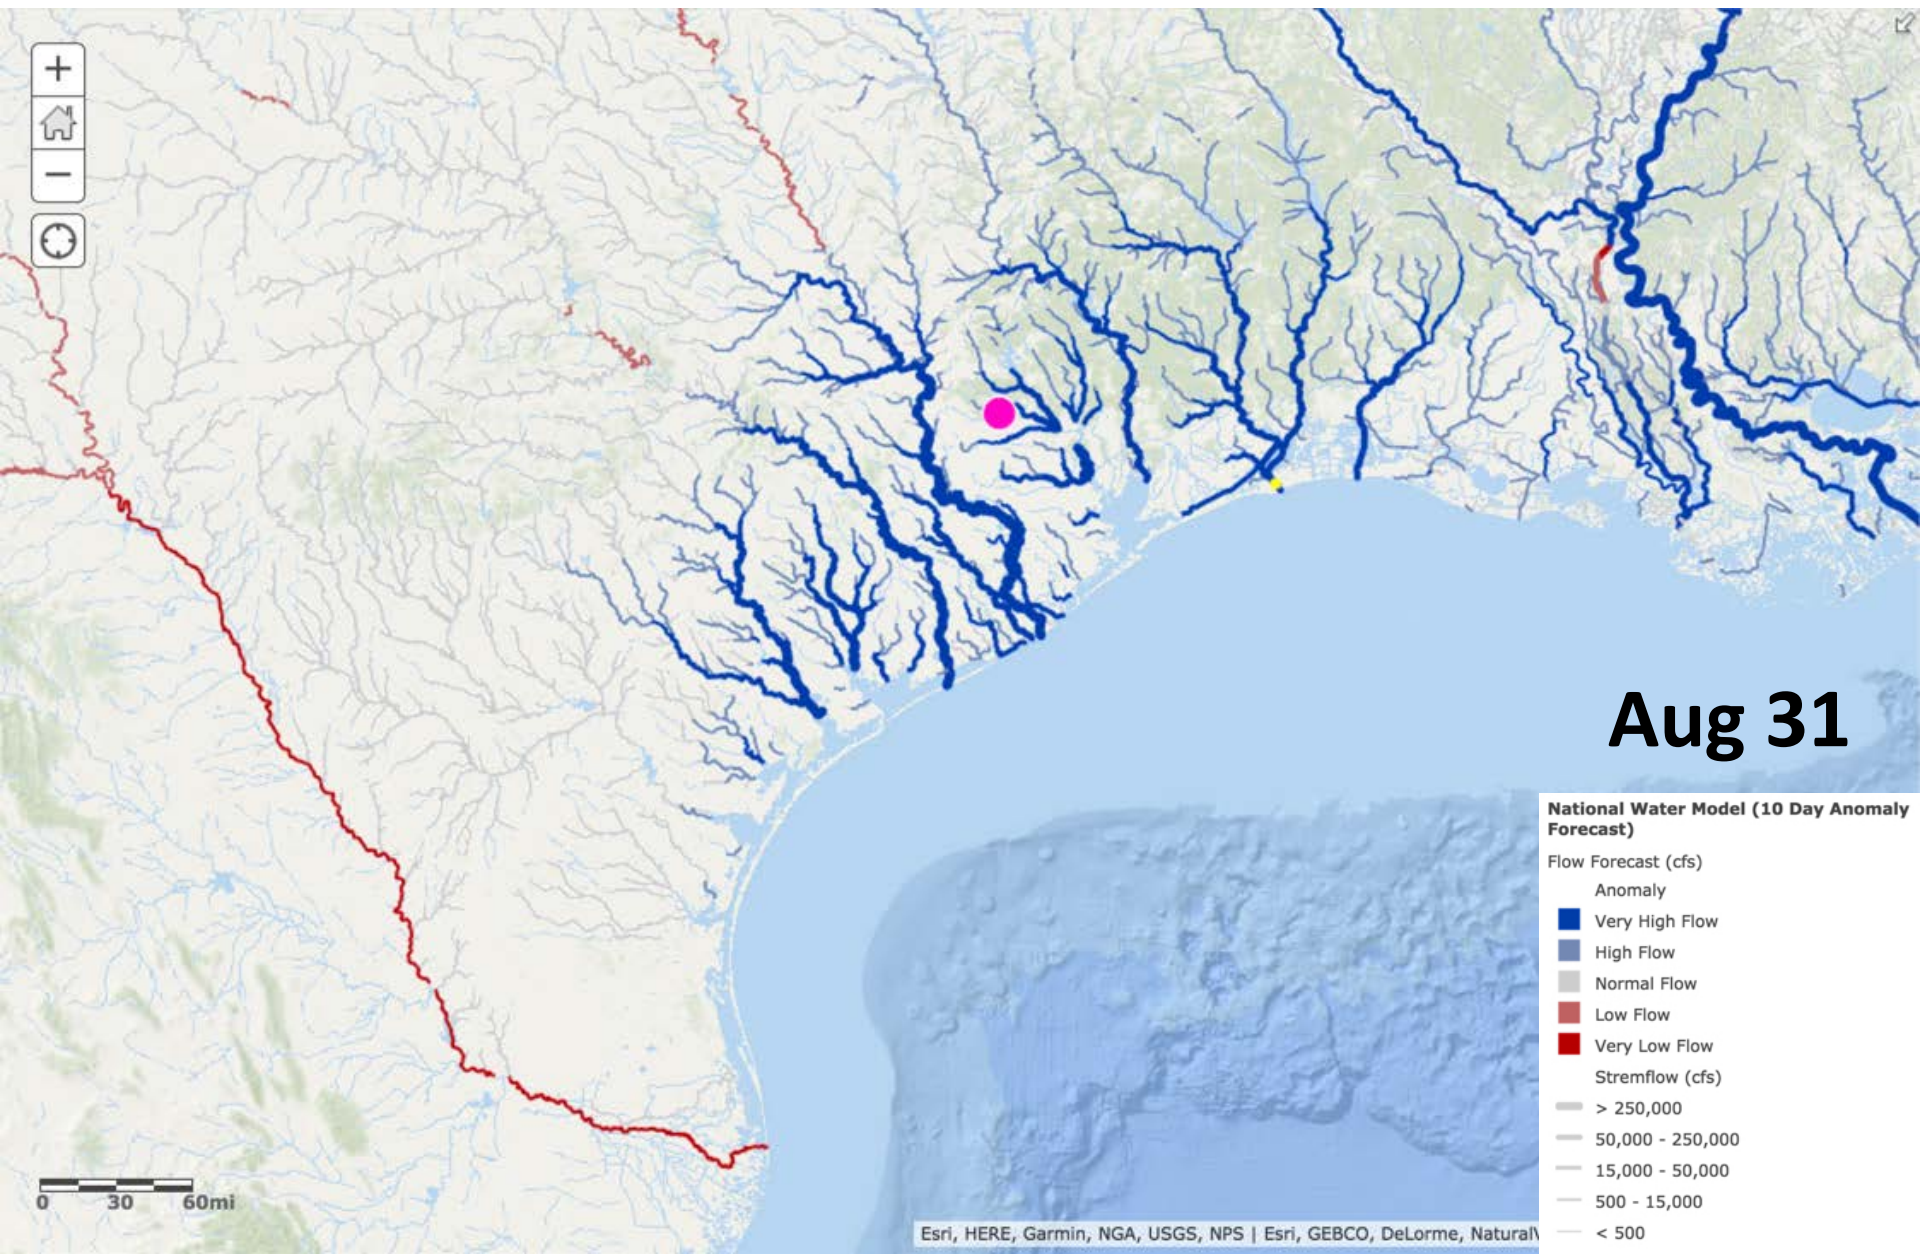 +
−
Aug 31
National Water Model (10 Day Anomaly
Forecast)
Flow Forecast (cfs)
Anomaly
Very High Flow
High Flow
Normal Flow
Low Flow
Very Low Flow
Stremflow (cfs)
> 250,000
50,000 - 250,000
15,000 - 50,000
500 - 15,000
< 500
0 30 60mi
Esri, HERE, Garmin, NGA, USGS, NPS | Esri, GEBCO, DeLorme, Natural